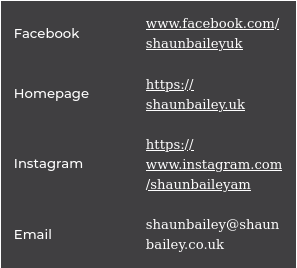 Facebook
www.facebook.com/
shaunbaileyuk
Homepage
https://
shaunbailey.uk
Instagram
https://
www.instagram.com
/shaunbaileyam
Email
shaunbailey@shaun
bailey.co.uk